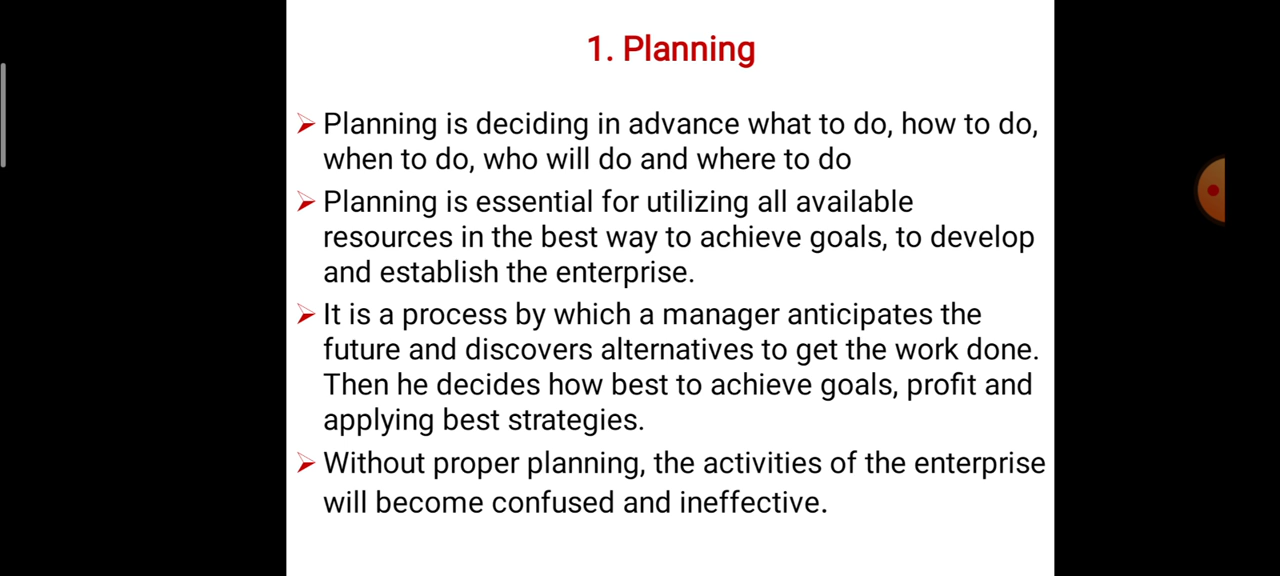 1. Planning
➢ Planning is deciding in advance what to do, how to do,
when to do, who will do and where to do
➢ Planning is essential for utilizing all available
resources in the best way to achieve goals, to develop
and establish the enterprise.
➢ It is a process by which a manager anticipates the
future and discovers alternatives to get the work done.
Then he decides how best to achieve goals, profit and
applying best strategies.
➢ Without proper planning, the activities of the enterprise
will become confused and ineffective.